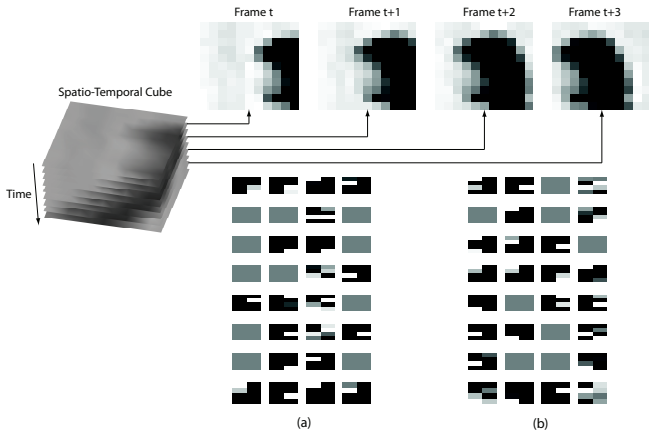 Frame t
Frame t+1
Frame t+2
Frame t+3
Spatio-Temporal Cube
Time
(a)
(b)